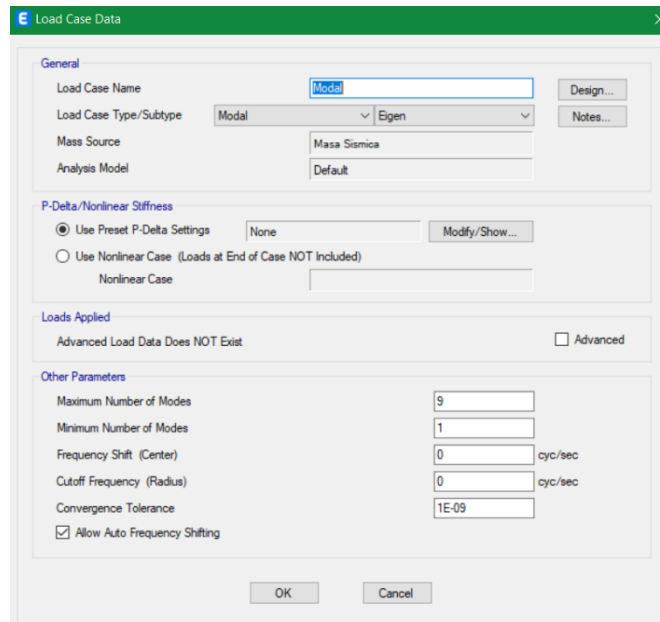 E Load Case Data
General
Load Case Name Modal Design...
Load Case Type/Subtype Modal Eigen Notes...
Mass Source Masa Sismica
Analysis Model Default
P-Delta/Nonlinear Stiffness
Use Preset P-Delta Settings None Modify/Show...
Use Nonlinear Case (Loads at End of Case NOT Included)
Nonlinear Case
Loads Applied
Advanced Load Data Does NOT Exist Advanced
Other Parameters
Maximum Number of Modes 9
Minimum Number of Modes 1
Frequency Shift (Center) 0 cyc/sec
Cutoff Frequency (Radius) 0 cyc/sec
Convergence Tolerance 1E-09
Allow Auto Frequency Shifting
OK Cancel